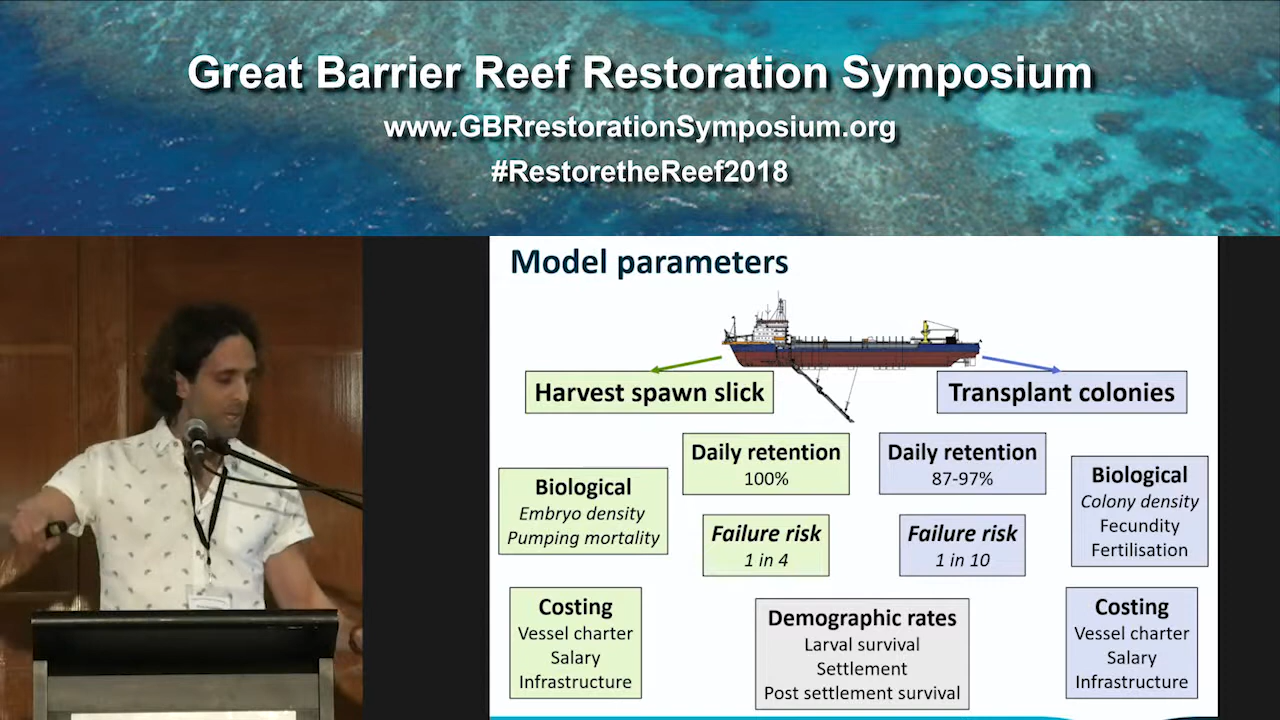 Great Barrier Reef Restoration Symposium
www.GBRrestorationSymposium.org
#RestoretheReef2018
Model parameters
Harvest spawn slick
Transplant colonies
Daily retention
100%
Daily retention
87-97%
Biological
Embryo density
Pumping mortality
Biological
Colony density
Fecundity
Fertilisation
Failure risk
1 in 4
Failure risk
1 in 10
Costing
Vessel charter
Salary
Infrastructure
Demographic rates
Larval survival
Settlement
Post settlement survival
Costing
Vessel charter
Salary
Infrastructure